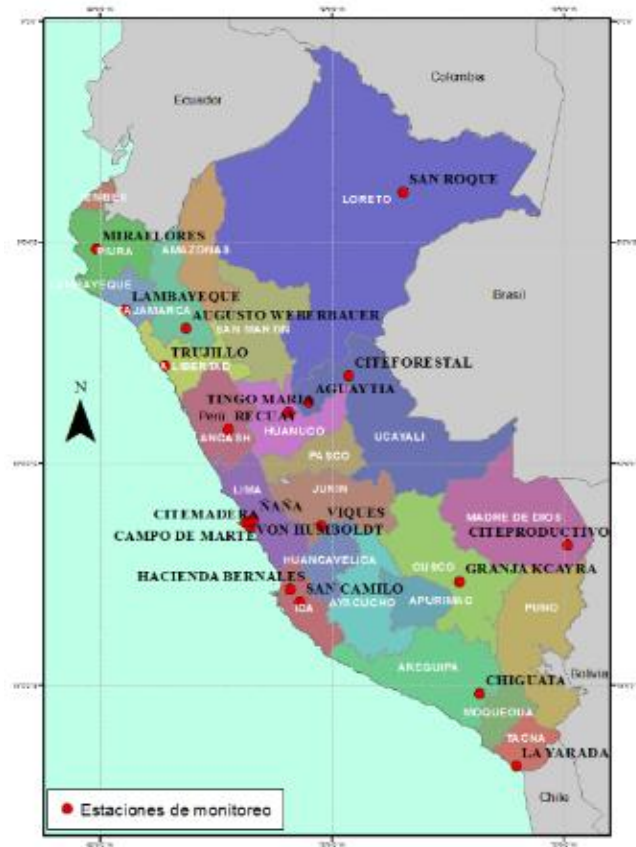 Colombia
Ecuador
SAN ROQUE
LORETO
MIRAFLORES
PIURA
AMAZONAS
Brasil
LAMBAYEQUE
CAJAMARCA
AUGUSTO WEBERBAUER
SAN MARTIN
TRUJILLO
LA LIBERTAD
CITEFORESTAL
AGUAYTIA
TINGO MARIA
N
Perú
RECUAY
HUANUCO
UCAYALI
ANCASH
PASCO
LIMA
JUNIN
MADRE DE DIOS
ÑAÑA
CITEMADERA
VIQUES
CAMPO DE MARTE
VON HUMBOLDT
CITEPRODUCTIVO
HUANCAVELICA
CUSCO
GRANJA KCAYRA
HACIENDA BERNALES
SAN CAMILO
AYACUCHO
APURIMAC
ICA
PUNO
AREQUIPA
Bolivia
CHIGUATA
MOQUEGUA
TACNA
LA YARADA
Chile
Estaciones de monitoreo